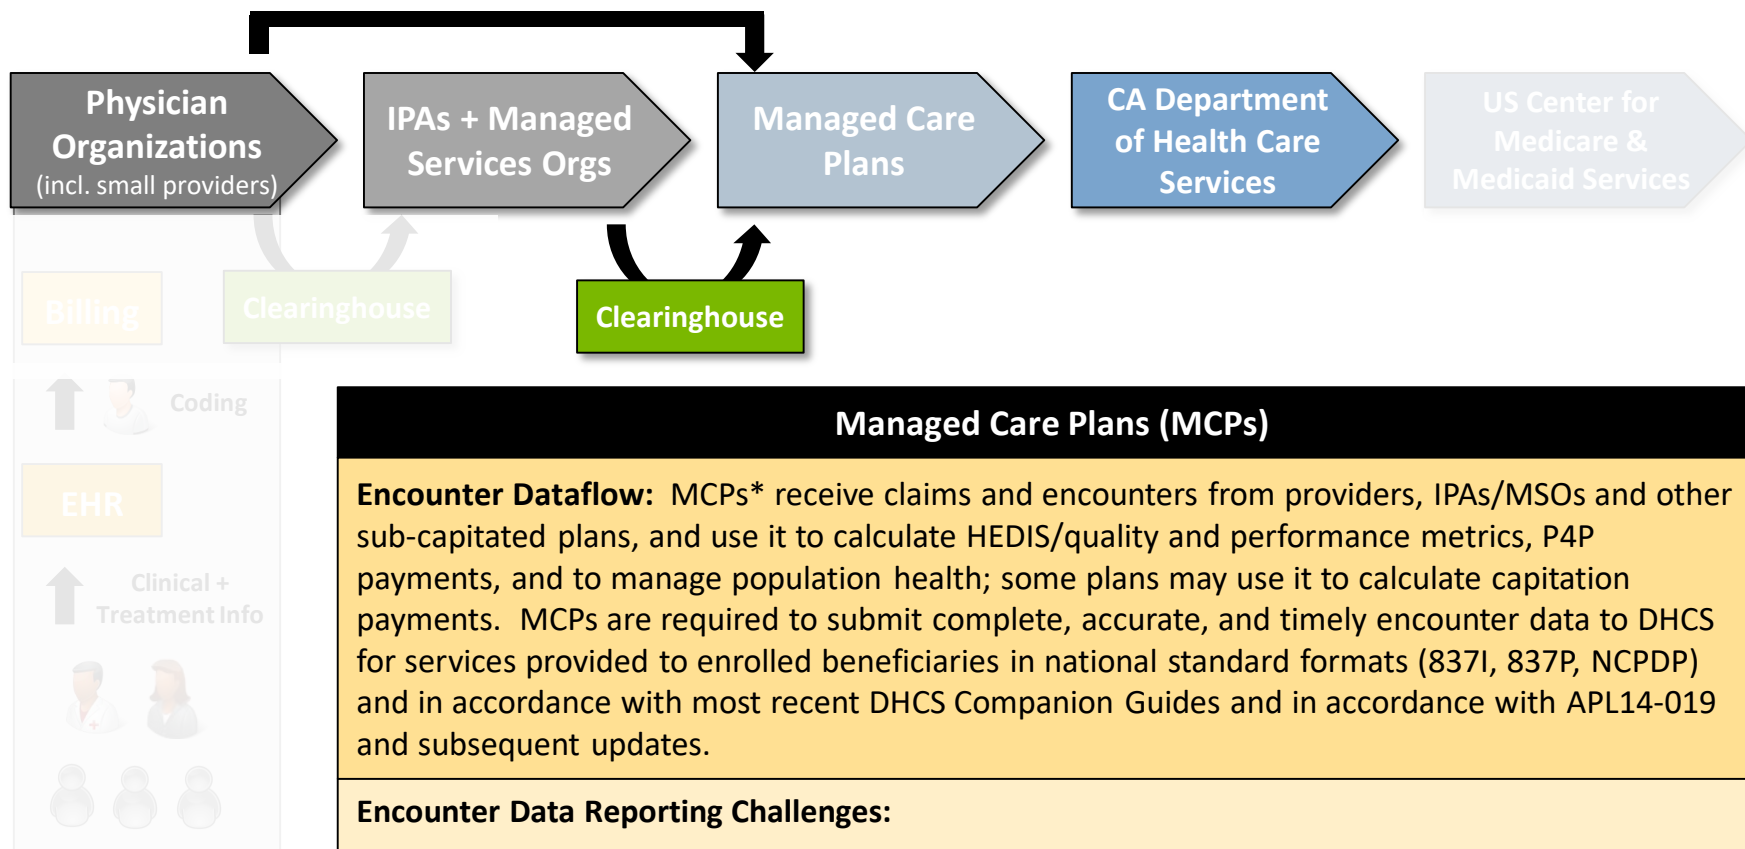 Physician
Organizations
(incl. small providers)
IPAs + Managed
Services Orgs
Managed Care
Plans
CA Department
of Health Care
Services
US Center for
Medicare &
Medicaid Services
Billing
Clearinghouse
Clearinghouse
Coding
EHR
Clinical +
Treatment Info
Managed Care Plans (MCPs)
Encounter Dataflow: MCPs* receive claims and encounters from providers, IPAs/MSOs and other
sub-capitated plans, and use it to calculate HEDIS/quality and performance metrics, P4P
payments, and to manage population health; some plans may use it to calculate capitation
payments. MCPs are required to submit complete, accurate, and timely encounter data to DHCS
for services provided to enrolled beneficiaries in national standard formats (837I, 837P, NCPDP)
and in accordance with most recent DHCS Companion Guides and in accordance with APL14-019
and subsequent updates.
Encounter Data Reporting Challenges: